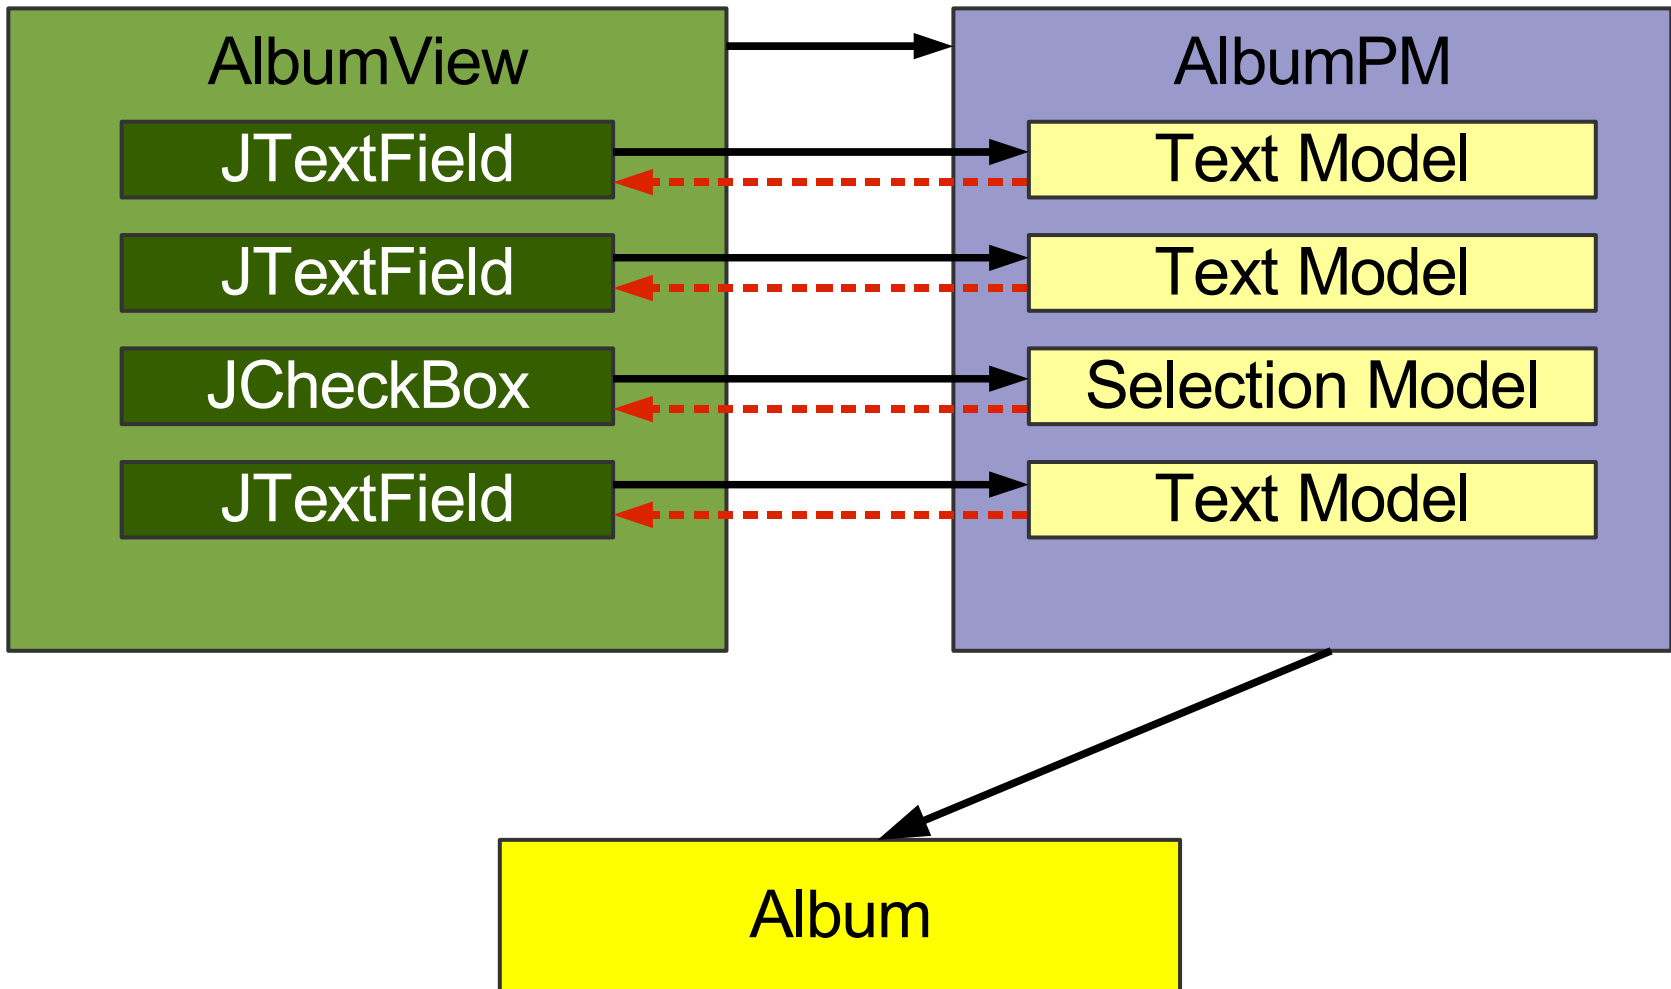 AlbumView
AlbumPM
JTextField
Text Model
JTextField
Text Model
JCheckBox
Selection Model
JTextField
Text Model
Album